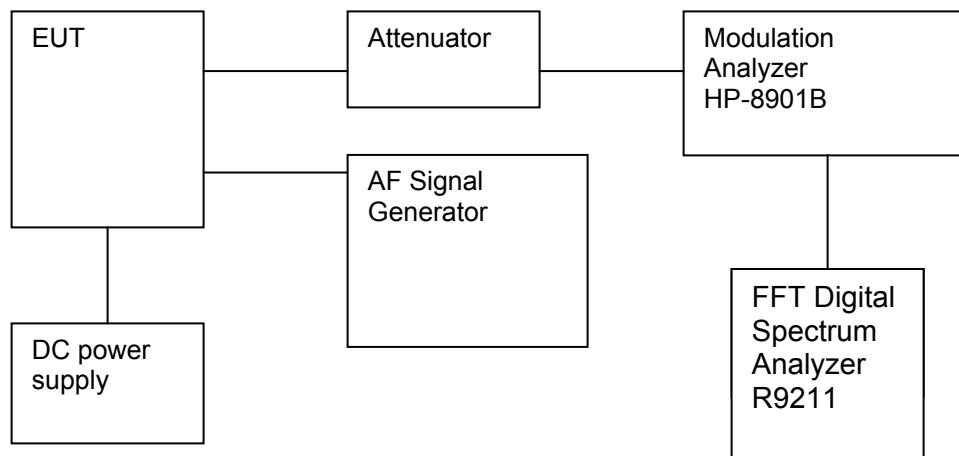 EUT
Attenuator
Modulation
Analyzer
HP-8901B
AF Signal
Generator
DC power
supply
FFT Digital
Spectrum
Analyzer
R9211